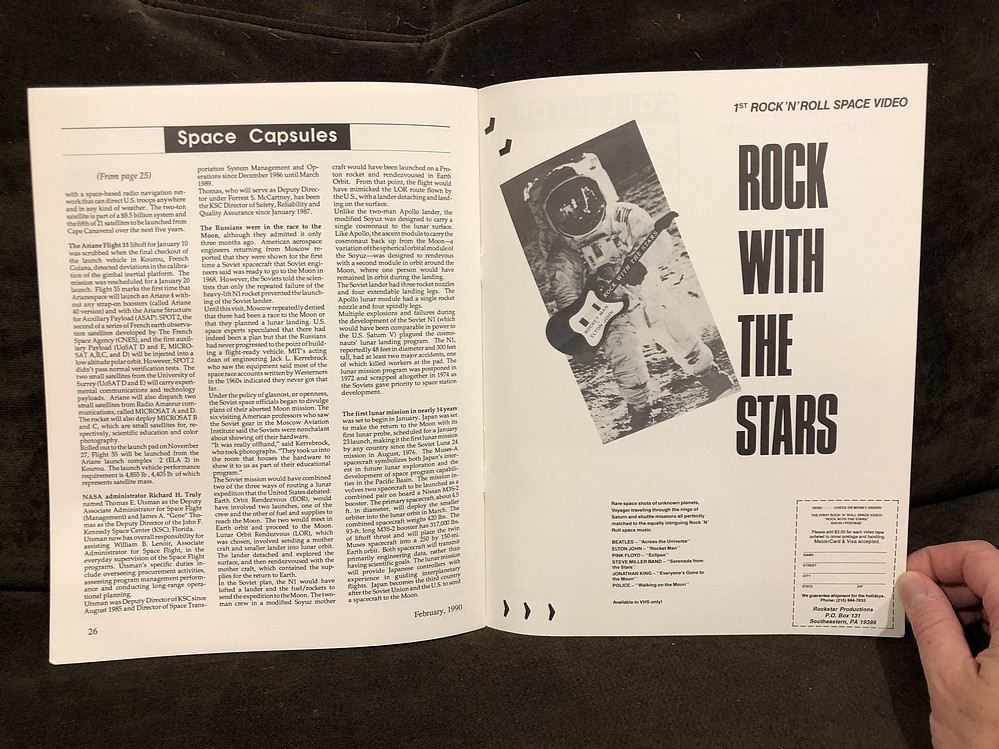 Space Capsules
(From page 25)
with a space-based radio navigation net-
work that can direct U.S. troops anywhere
and in any kind of weather. The two-ton
satellite is part of a $8.5 billion system and
the fifth of 21 satellites to be launched from
Cape Canaveral over the next five years.
The Ariane Flight 35 liftoff for January 10
was scrubbed when the final checkout of
the launch vehicle in Kourou, French
Guiana, detected deviations in the calibra-
tion of the gimbal inertial platform. The
mission was rescheduled for a January 20
launch. Flight 35 marks the first time that
Arianespace will launch an Ariane 4 with-
out any strap-on boosters (called Ariane
40 version) and with the Ariane Structure
for Auxiliary Payload (ASAP). SPOT 2, the
second of a series of French earth observa-
tion satellites developed by The French
Space Agency (CNES), and the first auxil-
iary Payload (UoSAT D and E, MICRO-
SAT A,B,C, and D) will be injected into a
low altitude polar orbit. However, SPOT 2
didn't pass normal verification tests. The
two small satellites from the University of
Surrey (UoSAT D and E) will carry experi-
mental communications and technology
payloads. Ariane will also dispatch two
small satellites from Radio Amateur com-
munications, called MICROSAT A and D.
The rocket will also deploy MICROSAT B
and C, which are small satellites for, re-
spectively, scientific education and color
photography.
Rolled out to the launch pad on November
27, Flight 35 will be launched from the
Ariane launch complex 2 (ELA 2) in
Kourou. The launch vehicle performance
requirement is 4,855 lb, 4,405 lb of which
represents satellite mass.
NASA administrator Richard H. Truly
named Thomas E. Utsman as the Deputy
Associate Administrator for Space Flight
(Management) and James A. "Gene" Tho-
mas as the Deputy Director of the John F.
Kennedy Space Center (KSC), Florida.
Utsman now has overall responsibility for
assisting William B. Lenoir, Associate
Administrator for Space Flight, in the
everyday supervision of the Space Flight
programs. Utsman's specific duties in-
clude overseeing procurement activities,
assessing program management perform-
ance and conducting long-range opera-
tional planning.
Utsman was Deputy Director of KSC since
August 1985 and Director of Space Trans-
26
portation System Management and Op-
erations since December 1986 until March
1989.
Thomas, who will serve as Deputy Direc-
tor under Forrest S. McCartney, has been
the KSC Director of Safety, Reliability and
Quality Assurance since January 1987.
The Russians were in the race to the
Moon, although they admitted it only
three months ago. American aerospace
engineers returning from Moscow re-
ported that they were shown for the first
time a Soviet spacecraft that Soviet engi-
neers said was ready to go to the Moon in
1968. However, the Soviets told the scien-
tists that only the repeated failure of the
heavy-lift N1 rocket prevented the launch-
ing of the Soviet lander.
Until this visit, Moscow repeatedly denied
that there had been a race to the Moon or
that they planned a lunar landing. U.S.
space experts speculated that there had
indeed been a plan but that the Russians
had never progressed to the point of build-
ing a flight-ready vehicle. MIT's acting
dean of engineering Jack L. Kerrebrock
who saw the equipment said most of the
space race accounts written by Westerners
in the 1960s indicated they never got that
far.
Under the policy of glasnost, or openness,
the Soviet space officials began to divulge
plans of their aborted Moon mission. The
six visiting American professors who saw
the Soviet gear in the Moscow Aviation
Institute said the Soviets were nonchalant
about showing off their hardware.
"It was really offhand," said Kerrebrock,
who took photographs. "They took us into
the room that houses the hardware to
show it to us as part of their educational
program."
The Soviet mission would have combined
two of the three ways of routing a lunar
expedition that the United States debated:
Earth Orbit Rendezvous (EOR), would
have involved two launches, one of the
crew and the other of fuel and supplies to
reach the Moon. The two would meet in
Earth orbit and proceed to the Moon.
Lunar Orbit Rendezvous (LOR), which
was chosen, involved sending a mother
craft and smaller lander into lunar orbit.
The lander detached and explored the
surface, and then rendezvoused with the
mother craft, which contained the sup-
plies for the return to Earth.
In the Soviet plan, the N1 would have
lofted a lander and the fuel/rockets to
send the expedition to the Moon. The two-
man crew in a modified Soyuz mother
craft would have been launched on a Pro-
ton rocket and rendezvoused in Earth
Orbit. From that point, the flight would
have mimicked the LOR route flown by
the U.S., with a lander detaching and land-
ing on the surface.
Unlike the two-man Apollo lander, the
modified Soyuz was designed to carry a
single cosmonaut to the lunar surface.
Like Apollo, the ascent module to carry the
cosmonaut back up from the Moon—a
variation of the spherical orbital module of
the Soyuz—was designed to rendezvous
with a second module in orbit around the
Moon, where one person would have
remained in orbit during the landing.
The Soviet lander had three rocket nozzles
and four extendable landing legs. The
Apollo lunar module had a single rocket
nozzle and four spindly legs.
Multiple explosions and failures during
the development of the Soviet N1 (which
would have been comparable in power to
the U.S. Saturn V) plagued the cosmo-
nauts' lunar landing program. The N1,
reportedly 48 feet in diameter and 300 feet
tall, had at least two major accidents, one
of which killed workers at the pad. The
lunar mission program was postponed in
1972 and scrapped altogether in 1974 as
the Soviets gave priority to space station
development.
The first lunar mission in nearly 14 years
was set to begin in January. Japan was set
to make the return to the Moon with its
first lunar probe, scheduled for a January
23 launch, making it the first lunar mission
by any country since the Soviet Luna 24
mission in August, 1976. The Muses-A
spacecraft symbolizes both Japan's inter-
est in future lunar exploration and the
development of space program capabili-
ties in the Pacific Basin. The mission in-
volves two spacecraft to be launched as a
combined pair on board a Nissan M3S-2
booster. The primary spacecraft, about 4.5
ft. in diameter, will deploy the smaller
orbiter into the lunar orbit in March. The
combined spacecraft weighs 420 lbs. The
93-ft. long M3S-2 booster has 317,000 lbs.
of liftoff thrust and will place the twin
Muses spacecraft into a 250 by 150-mi.
Earth orbit. Both spacecraft will transmit
primarily engineering data, rather than
having scientific goals. The lunar mission
will provide Japanese controllers with
experience in guiding interplanetary
flights. Japan becomes the third country
after the Soviet Union and the U.S. to send
a spacecraft to the Moon.
February, 1990
1ST ROCK'N'ROLL SPACE VIDEO
ROCK
WITH
THE
STARS
ROCK WITH THE STARS
Rare space shots of unknown planets,
Voyager traveling through the rings of
Saturn and shuttle missions all perfectly
matched to the equally intriguing Rock 'N'
Roll space music.
BEATLES – "Across the Universe"
ELTON JOHN – "Rocket Man"
PINK FLOYD – "Eclipse"
STEVE MILLER BAND – "Serenade from
the Stars"
JONATHAN KING – "Everyone's Gone to
the Moon"
POLICE – "Walking on the Moon"
Available in VHS only!
SEND CHECK OR MONEY ORDER!
THE FIRST ROCK 'N' ROLL SPACE VIDEO
"ROCK WITH THE STARS"
Please add $3.00 for each video tape
ordered to cover postage and handling.
MasterCard & Visa accepted.
NAME
STREET
CITY
STATE ZIP
We guarantee shipment for the holidays.
Rockstar Productions
P.O. Box 131
Southeastern, PA 19399